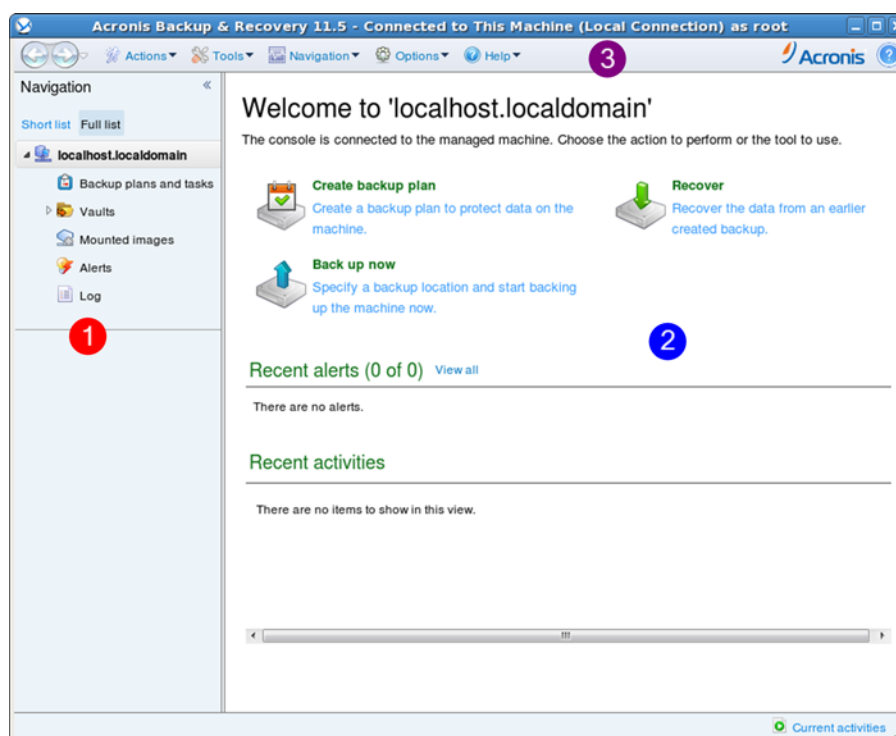 Acronis Backup & Recovery 11.5 - Connected to This Machine (Local Connection) as root
Actions Tools Navigation Options Help 3 Acronis ?
Navigation «
Short list Full list
localhost.localdomain
Backup plans and tasks
Vaults
Mounted images
Alerts
Log
1
Welcome to 'localhost.localdomain'
The console is connected to the managed machine. Choose the action to perform or the tool to use.
Create backup plan
Create a backup plan to protect data on the
machine.
Recover
Recover the data from an earlier
created backup.
Back up now
Specify a backup location and start backing
up the machine now.
2
Recent alerts (0 of 0) View all
There are no alerts.
Recent activities
There are no items to show in this view.
Current activities